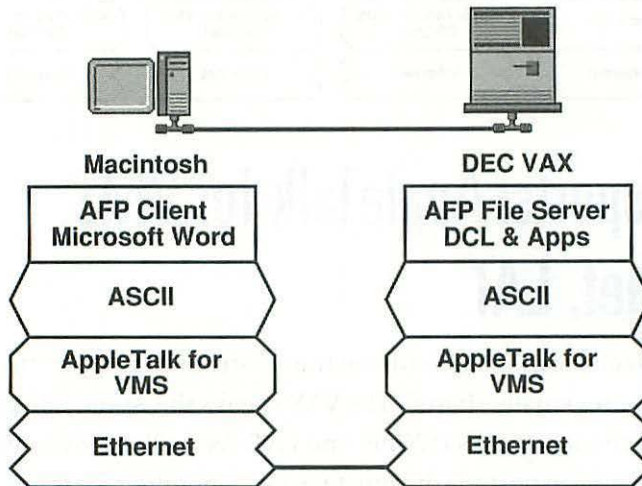 Macintosh
DEC VAX
AFP Client
Microsoft Word
AFP File Server
DCL & Apps
ASCII
ASCII
AppleTalk for
VMS
AppleTalk for
VMS
Ethernet
Ethernet